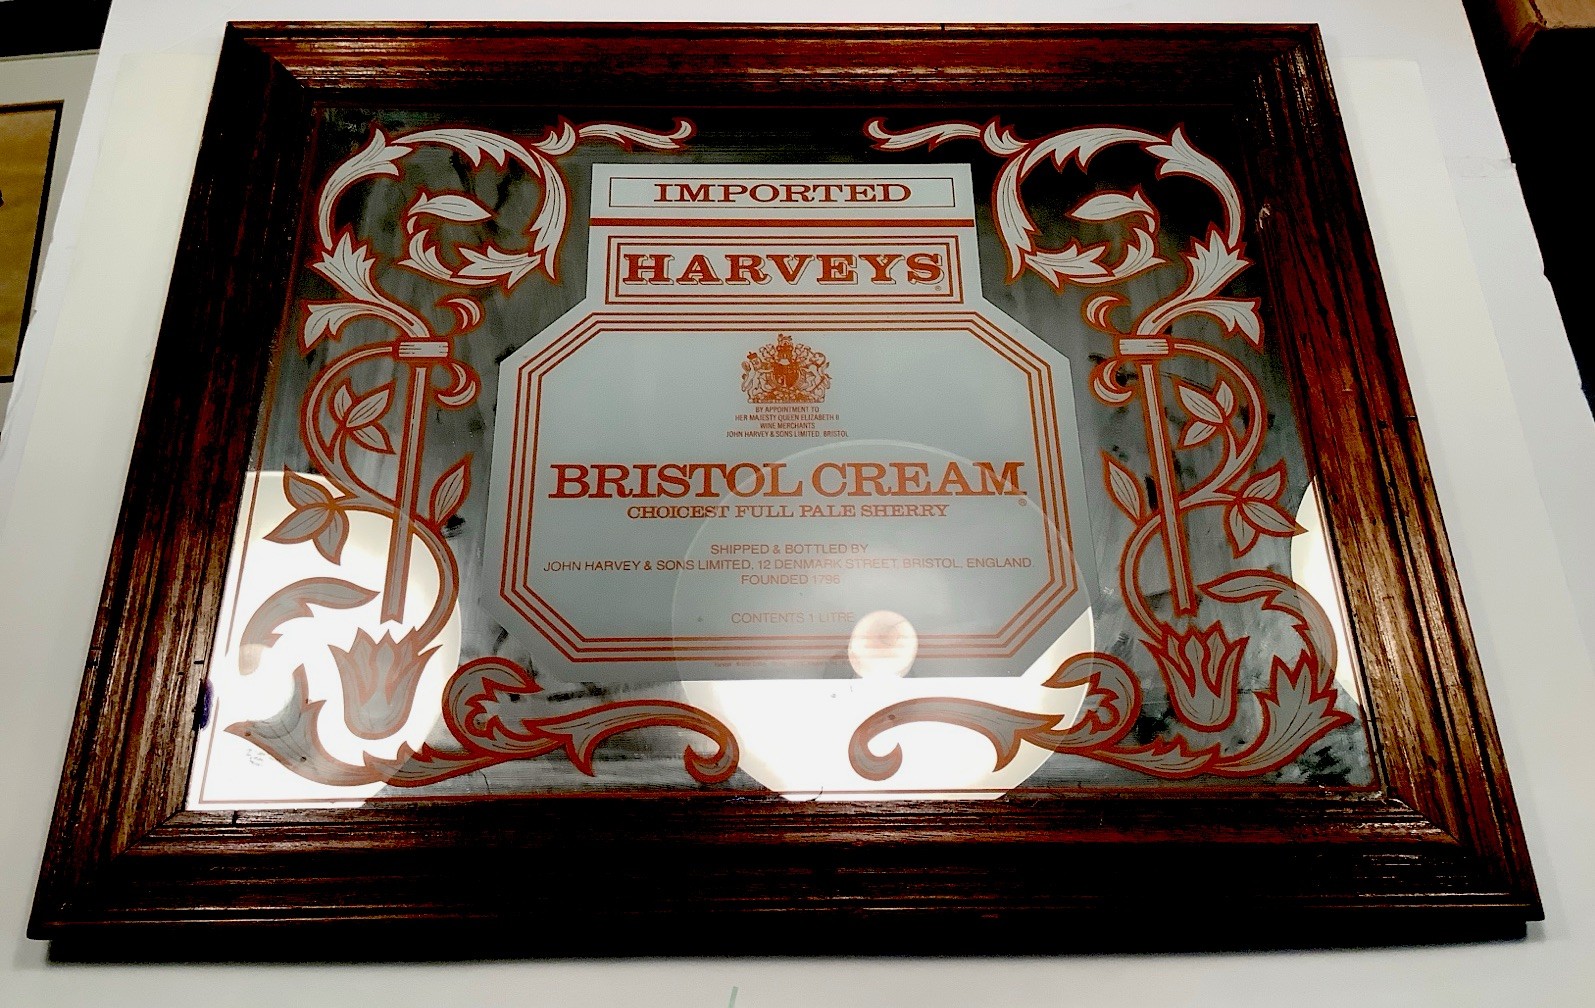 IMPORTED
HARVEYS®
BY APPOINTMENT TO
HER MAJESTY QUEEN ELIZABETH II
WINE MERCHANTS
JOHN HARVEY & SONS LIMITED BRISTOL
BRISTOL CREAM®
CHOICEST FULL PALE SHERRY
SHIPPED & BOTTLED BY
JOHN HARVEY & SONS LIMITED, 12 DENMARK STREET, BRISTOL, ENGLAND.
FOUNDED 1796
CONTENTS 1 LITRE